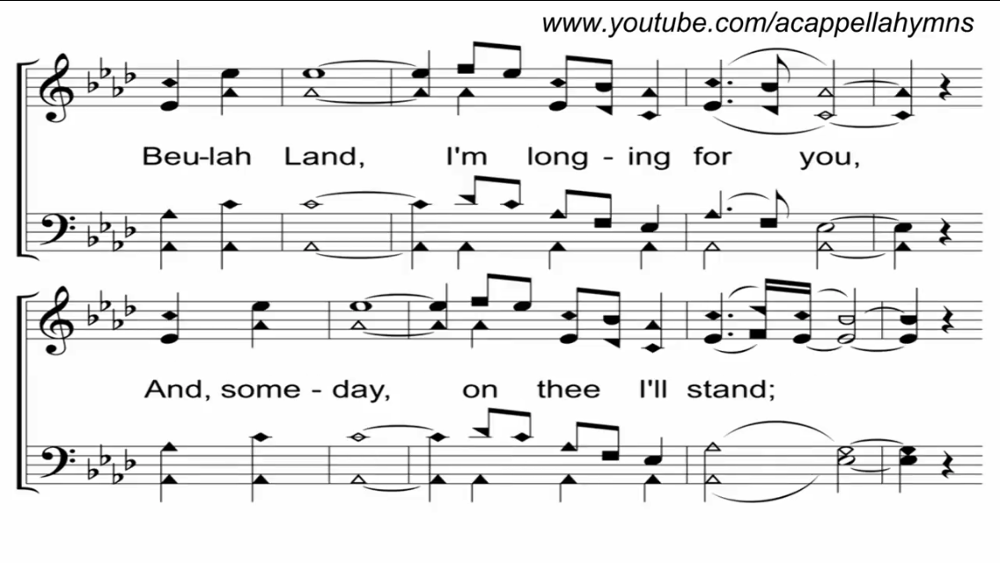 www.youtube.com/acappellahymns
Beu-lah Land, I'm long - ing for you,
And, some - day, on thee I'll stand;